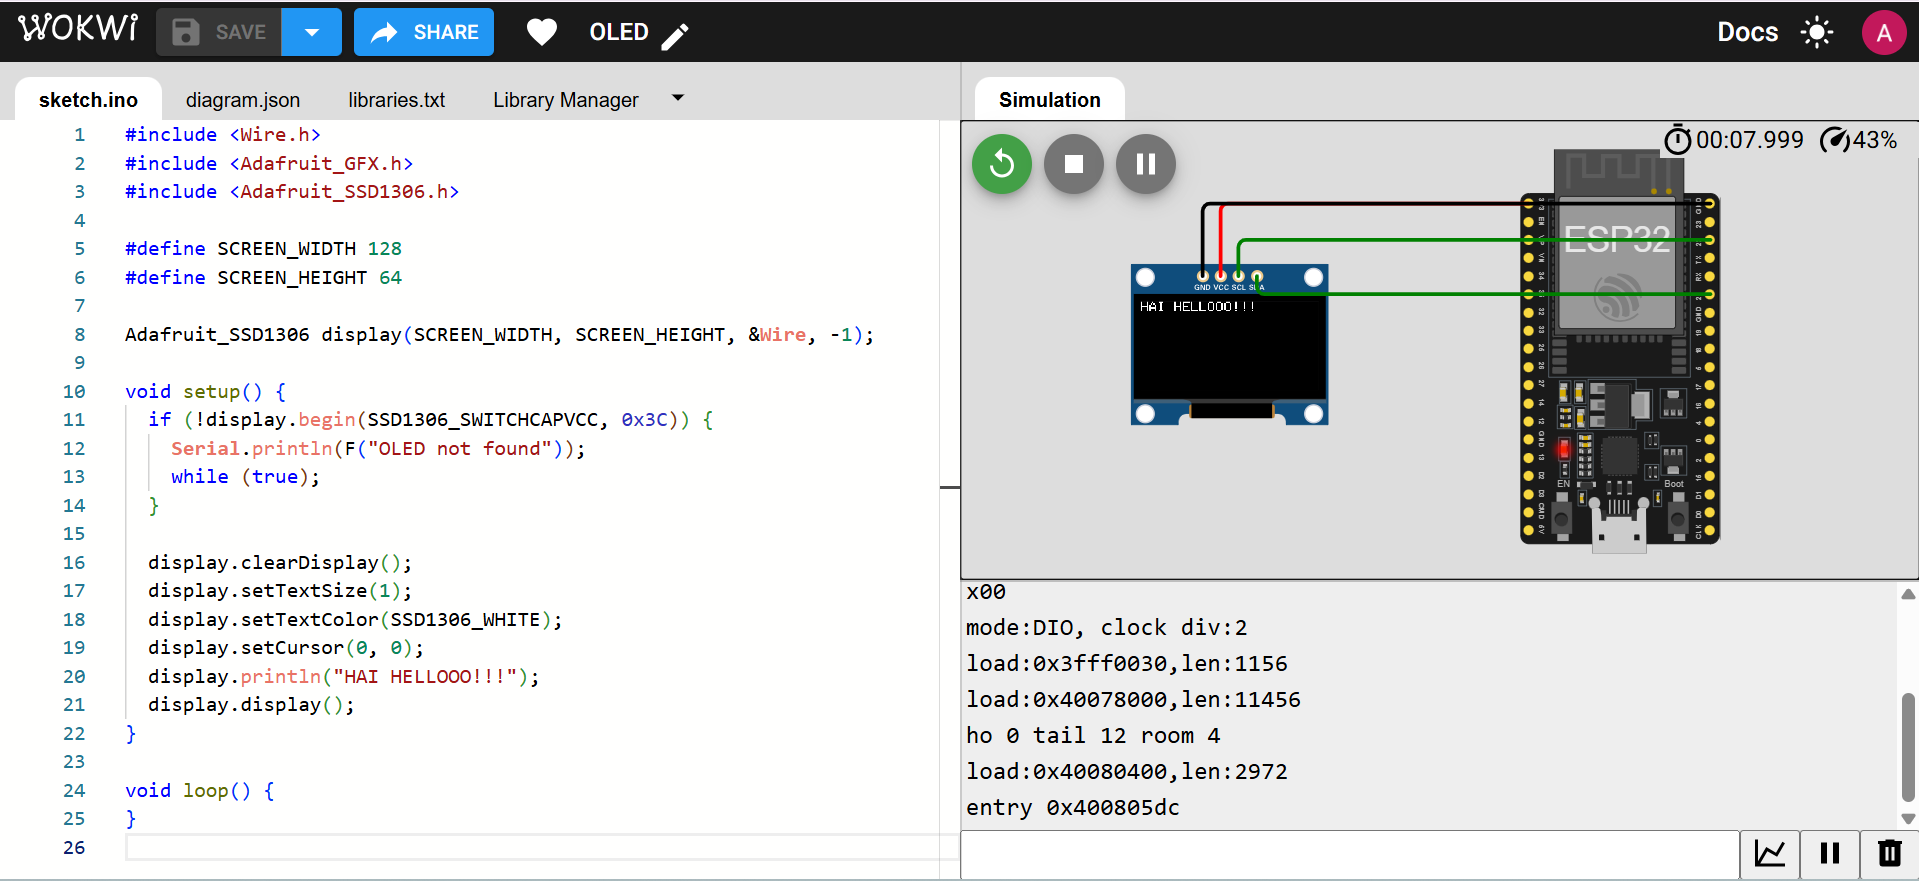 WOKWi SAVE SHARE OLED Docs A
sketch.ino diagram.json libraries.txt Library Manager
Simulation
1 #include <Wire.h>
2 #include <Adafruit_GFX.h>
3 #include <Adafruit_SSD1306.h>
4
5 #define SCREEN_WIDTH 128
6 #define SCREEN_HEIGHT 64
7
8 Adafruit_SSD1306 display(SCREEN_WIDTH, SCREEN_HEIGHT, &Wire, -1);
9
10 void setup() {
11 if (!display.begin(SSD1306_SWITCHCAPVCC, 0x3C)) {
12 Serial.println(F("OLED not found"));
13 while (true);
14 }
15
16 display.clearDisplay();
17 display.setTextSize(1);
18 display.setTextColor(SSD1306_WHITE);
19 display.setCursor(0, 0);
20 display.println("HAI HELLOOO!!!");
21 display.display();
22 }
23
24 void loop() {
25 }
26
00:07.999 43%
ESP32
GND VCC SCL
HAI HELLOOO!!!
EN Boot
x00
mode:DIO, clock div:2
load:0x3fff0030,len:1156
load:0x40078000,len:11456
ho 0 tail 12 room 4
load:0x40080400,len:2972
entry 0x400805dc